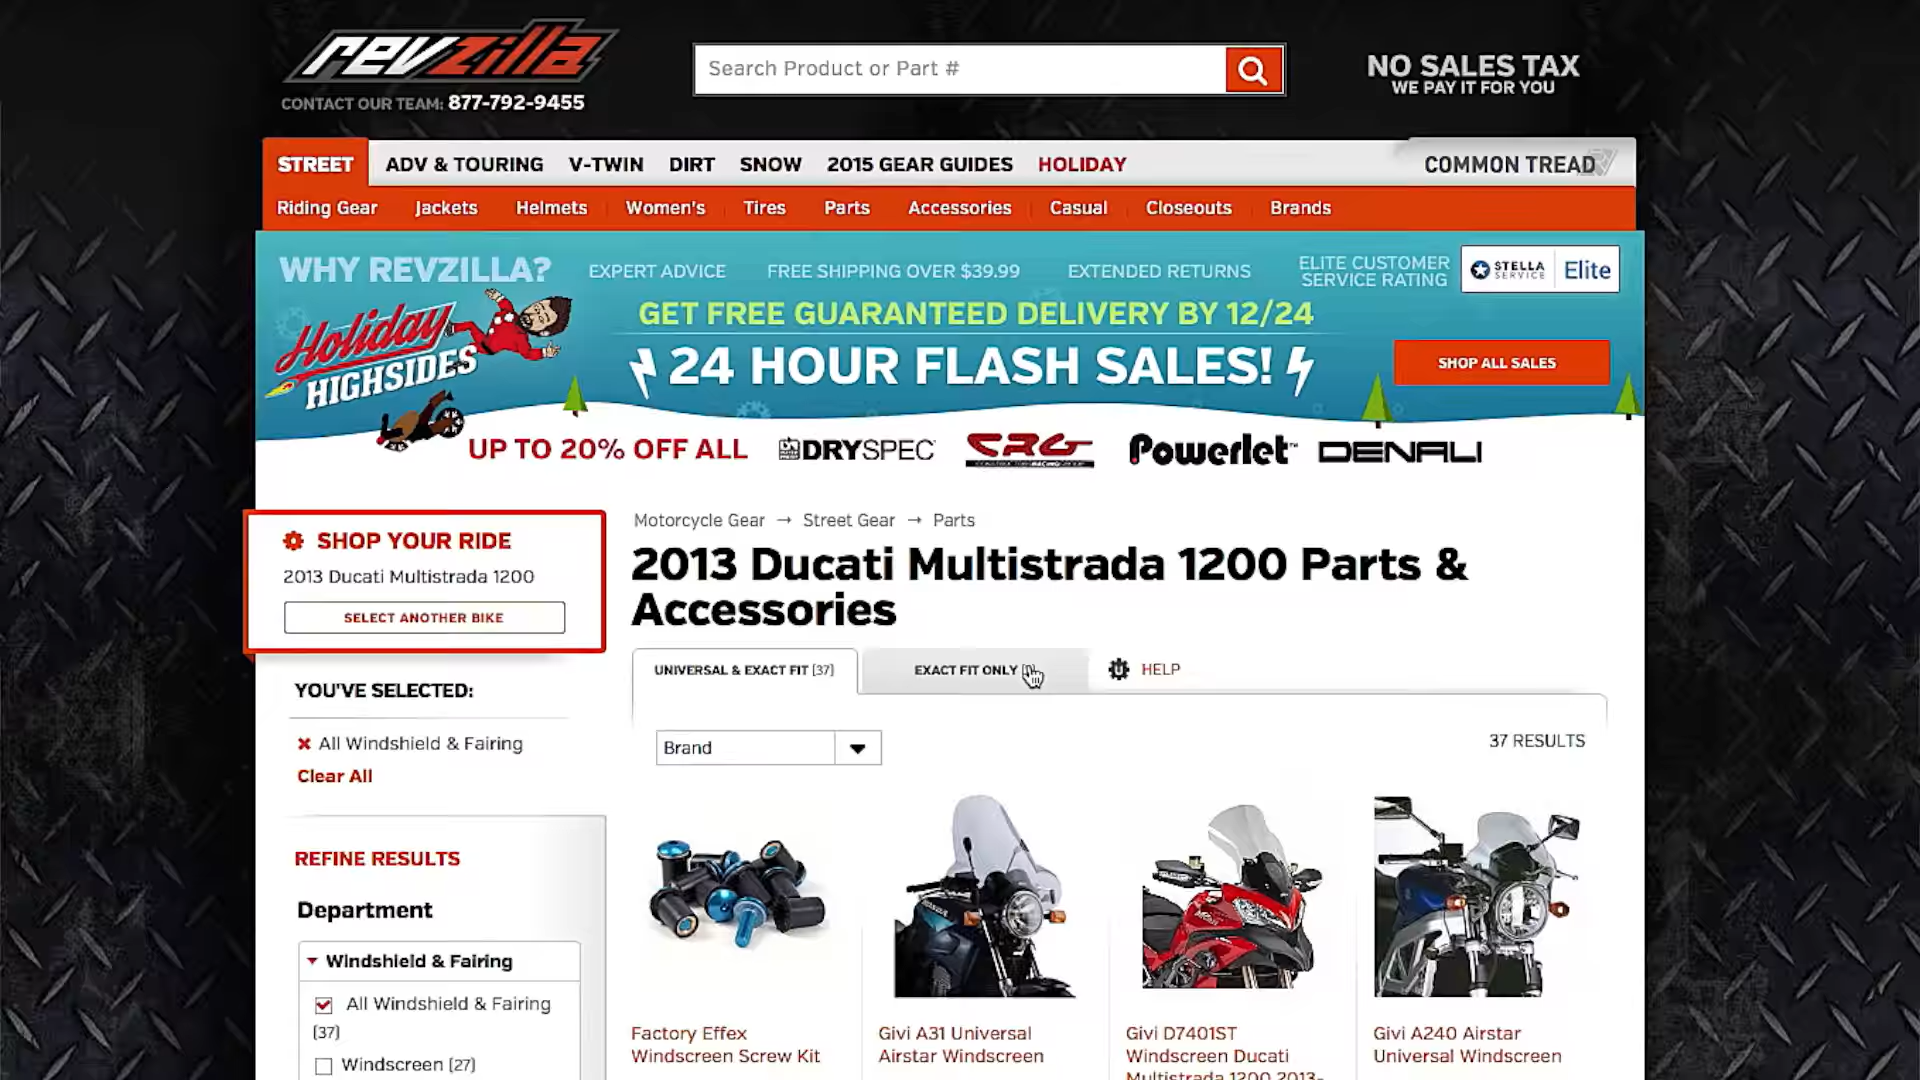 revzilla
CONTACT OUR TEAM: 877-792-9455
Search Product or Part #
NO SALES TAX
WE PAY IT FOR YOU
STREET ADV & TOURING V-TWIN DIRT SNOW 2015 GEAR GUIDES HOLIDAY COMMON TREAD
Riding Gear Jackets Helmets Women's Tires Parts Accessories Casual Closeouts Brands
WHY REVZILLA? EXPERT ADVICE FREE SHIPPING OVER $39.99 EXTENDED RETURNS
ELITE CUSTOMER
SERVICE RATING
STELLA
SERVICE
Elite
Holiday
HIGHSIDES
GET FREE GUARANTEED DELIVERY BY 12/24
24 HOUR FLASH SALES!
SHOP ALL SALES
UP TO 20% OFF ALL DRYSPEC CRG Powerlet™ DENALI
SHOP YOUR RIDE
2013 Ducati Multistrada 1200
SELECT ANOTHER BIKE
Motorcycle Gear → Street Gear → Parts
2013 Ducati Multistrada 1200 Parts &
Accessories
UNIVERSAL & EXACT FIT (37) EXACT FIT ONLY HELP
YOU'VE SELECTED:
All Windshield & Fairing
Clear All
Brand
37 RESULTS
REFINE RESULTS
Department
Windshield & Fairing
All Windshield & Fairing
(37)
Windscreen (27)
Factory Effex
Windscreen Screw Kit
Givi A31 Universal
Airstar Windscreen
Givi D7401ST
Windscreen Ducati
Multistrada 1200 2013-
Givi A240 Airstar
Universal Windscreen